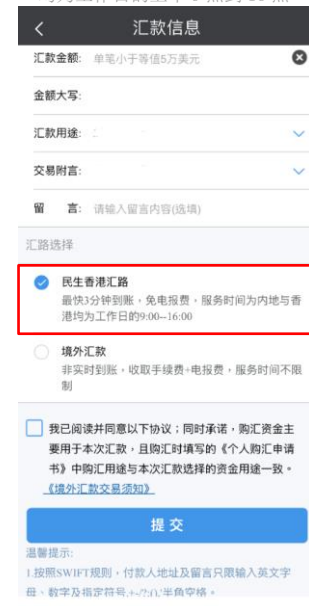 汇款信息
汇款金额: 单笔小于等值5万美元
金额大写:
汇款用途:
交易附言:
留 言: 请输入留言内容(选填)
汇路选择
民生香港汇路
最快3分钟到账，免电报费，服务时间为内地与香
港均为工作日的9:00--16:00
境外汇款
非实时到账，收取手续费+电报费，服务时间不限
制
我已阅读并同意以下协议；同时承诺，购汇资金主
要用于本次汇款，且购汇时填写的《个人购汇申请
书》中购汇用途与本次汇款选择的资金用途一致。
《境外汇款交易须知》
提 交
温馨提示:
1.按照SWIFT规则，付款人地址及留言只限输入英文字
母、数字及指定符号